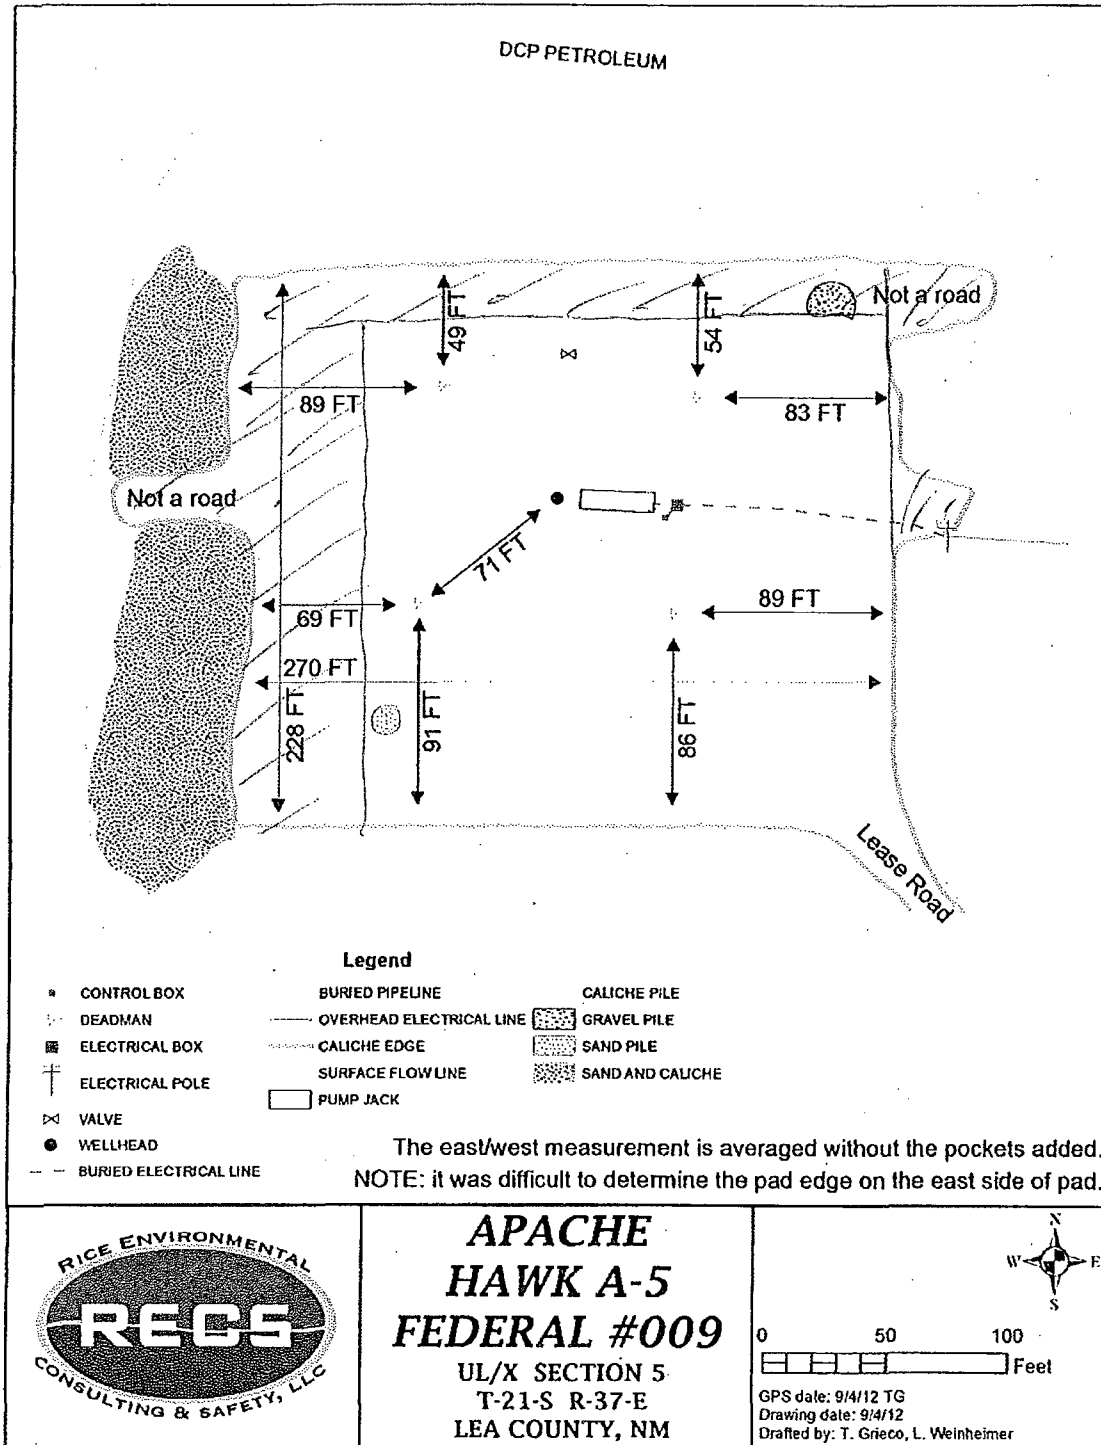 DCP PETROLEUM
Not a road
49 FT
54 FT
89 FT
83 FT
Not a road
71 FT
69 FT
89 FT
270 FT
228 FT
91 FT
86 FT
Lease Road
Legend
CONTROL BOX
DEADMAN
ELECTRICAL BOX
ELECTRICAL POLE
VALVE
WELLHEAD
BURIED ELECTRICAL LINE
BURIED PIPELINE
OVERHEAD ELECTRICAL LINE
CALICHE EDGE
SURFACE FLOW LINE
PUMP JACK
CALICHE PILE
GRAVEL PILE
SAND PILE
SAND AND CALICHE
The east/west measurement is averaged without the pockets added.
NOTE: it was difficult to determine the pad edge on the east side of pad.
RICE ENVIRONMENTAL
RECS
CONSULTING & SAFETY, LLC
APACHE
HAWK A-5
FEDERAL #009
UL/X SECTION 5
T-21-S R-37-E
LEA COUNTY, NM
N
W E
S
0 50 100
Feet
GPS date: 9/4/12 TG
Drawing date: 9/4/12
Drafted by: T. Grieco, L. Weinheimer